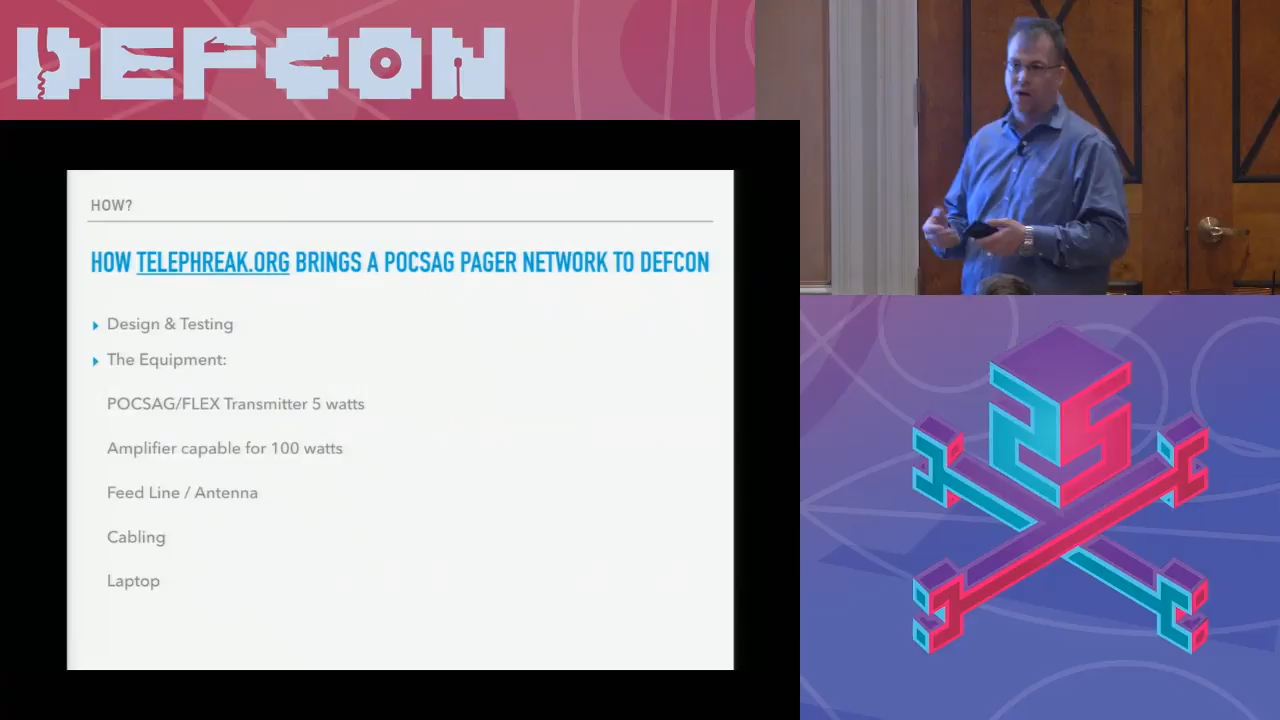 DEFCON
HOW?
HOW TELEPHREAK.ORG BRINGS A POCSAG PAGER NETWORK TO DEFCON
Design & Testing
The Equipment:
POCSAG/FLEX Transmitter 5 watts
Amplifier capable for 100 watts
Feed Line / Antenna
Cabling
Laptop
25